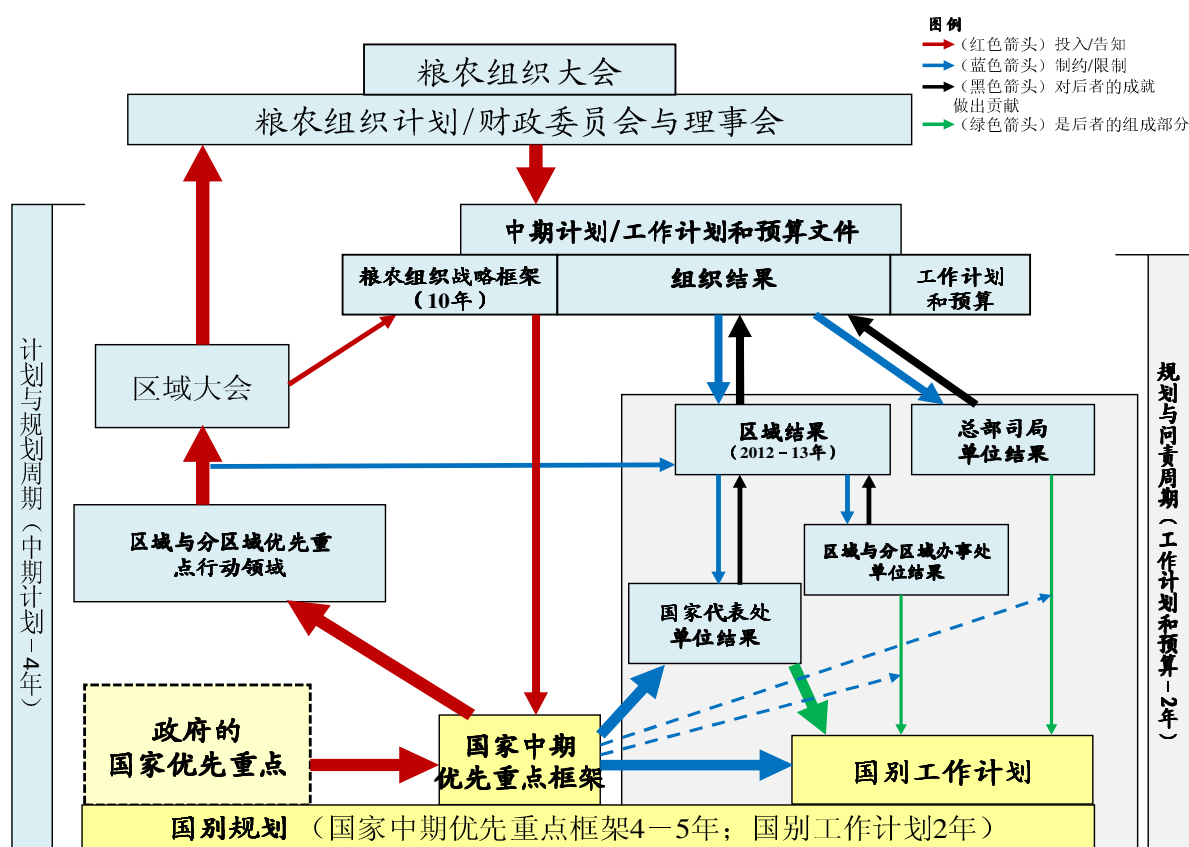 图例
（红色箭头）投入/告知
（蓝色箭头）制约/限制
（黑色箭头）对后者的成就
做出贡献
（绿色箭头）是后者的组成部分
粮农组织大会
粮农组织计划/财政委员会与理事会
中期计划/工作计划和预算文件
粮农组织战略框架
（10年）
组织结果
工作计划
和预算
计划与规划周期（中期计划-4年）
规划与问责周期（工作计划和预算-2年）
区域大会
区域结果
（2012-13年）
总部司局
单位结果
区域与分区域优先重
点行动领域
区域与分区域办事处
单位结果
国家代表处
单位结果
政府的
国家优先重点
国家中期
优先重点框架
国别工作计划
国别规划（国家中期优先重点框架4－5年；国别工作计划2年）